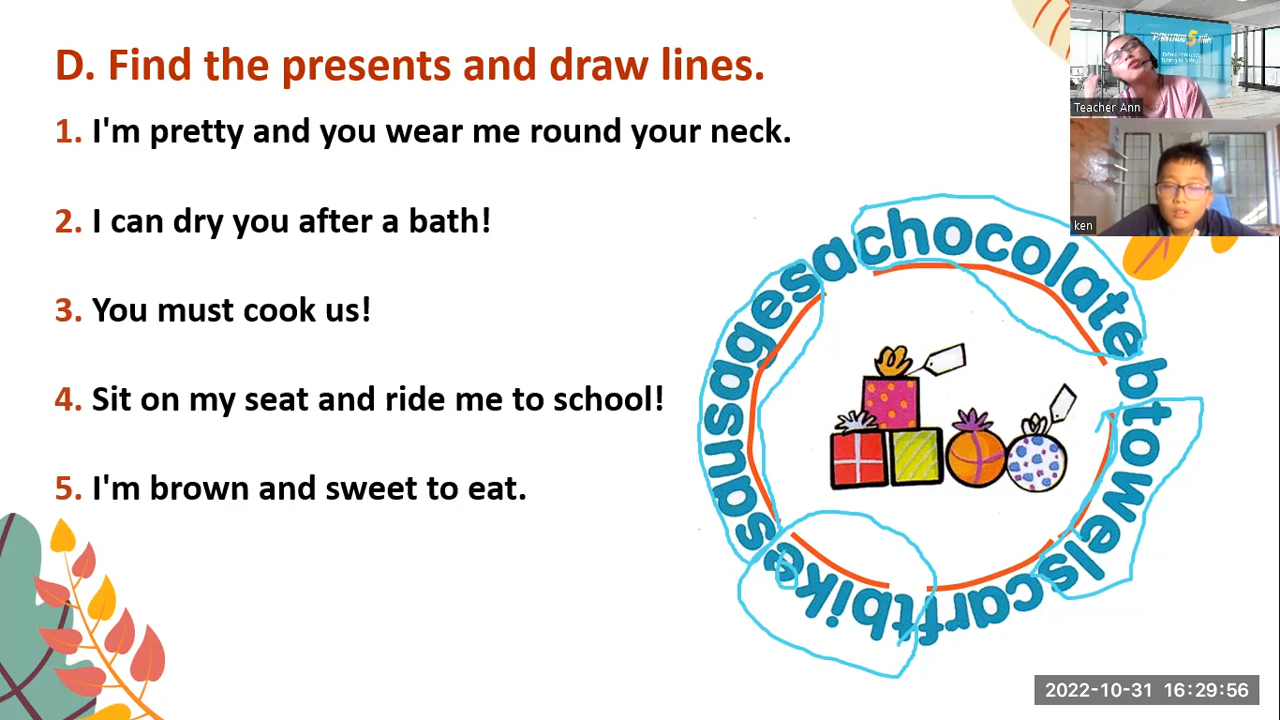 D. Find the presents and draw lines.
1. I'm pretty and you wear me round your neck.
2. I can dry you after a bath!
3. You must cook us!
4. Sit on my seat and ride me to school!
5. I'm brown and sweet to eat.
sachocolatebtowelscarftbikesausage
Teacher Ann
ken
2022-10-31 16:29:56